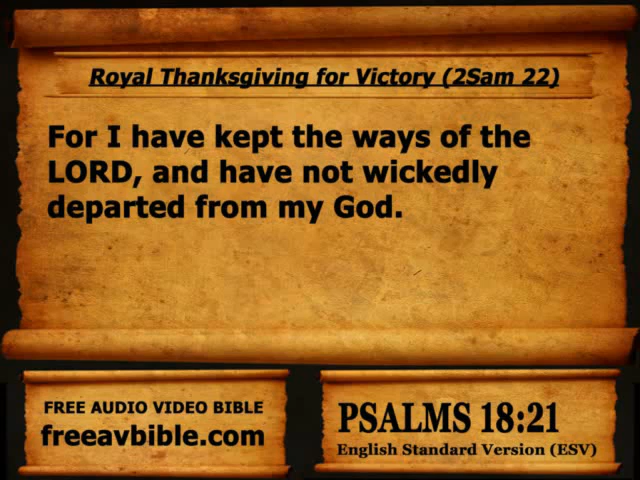 Royal Thanksgiving for Victory (2Sam 22)
For I have kept the ways of the
LORD, and have not wickedly
departed from my God.
FREE AUDIO VIDEO BIBLE
freeavbible.com
PSALMS 18:21
English Standard Version (ESV)